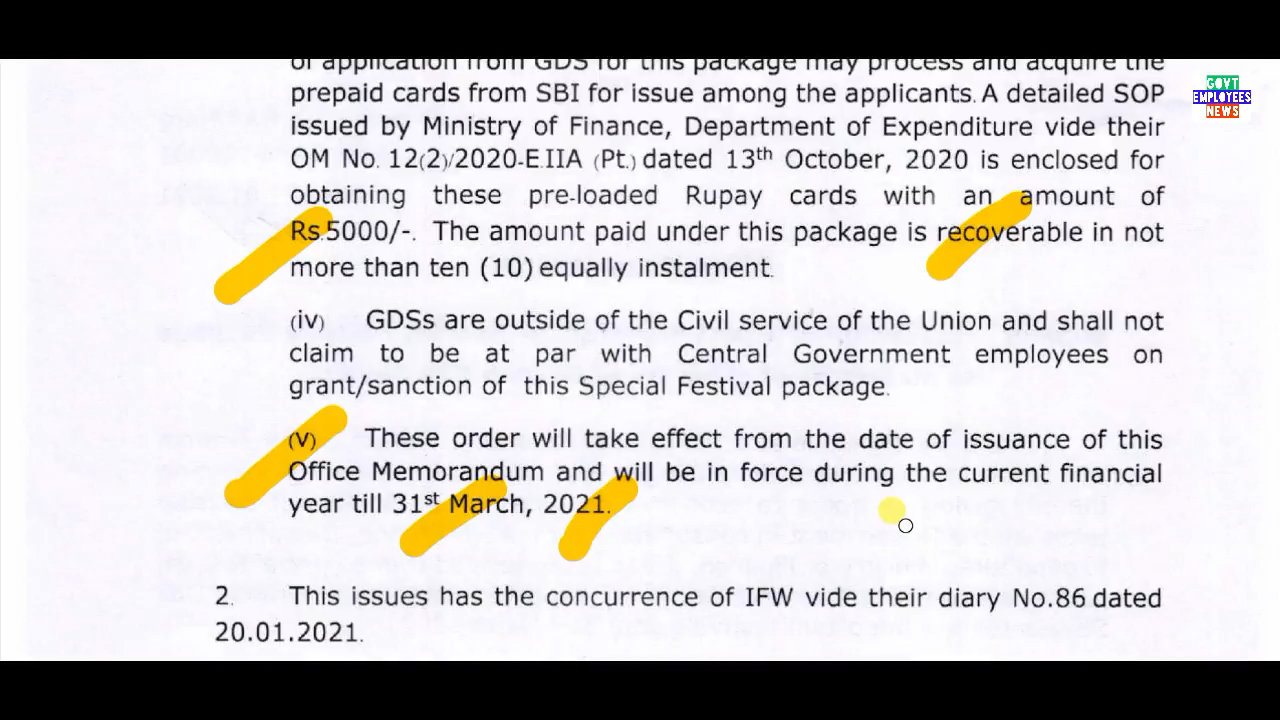 of application from GDS for this package may process and acquire the
GOVT
EMPLOYEES
NEWS
prepaid cards from SBI for issue among the applicants. A detailed SOP
issued by Ministry of Finance, Department of Expenditure vide their
OM No. 12(2)/2020-E.IIA (Pt.) dated 13th October, 2020 is enclosed for
obtaining these pre-loaded Rupay cards with an amount of
Rs.5000/-. The amount paid under this package is recoverable in not
more than ten (10) equally instalment.
(iv) GDSs are outside of the Civil service of the Union and shall not
claim to be at par with Central Government employees on
grant/sanction of this Special Festival package.
(v) These order will take effect from the date of issuance of this
Office Memorandum and will be in force during the current financial
year till 31st March, 2021.
2. This issues has the concurrence of IFW vide their diary No.86 dated
20.01.2021.